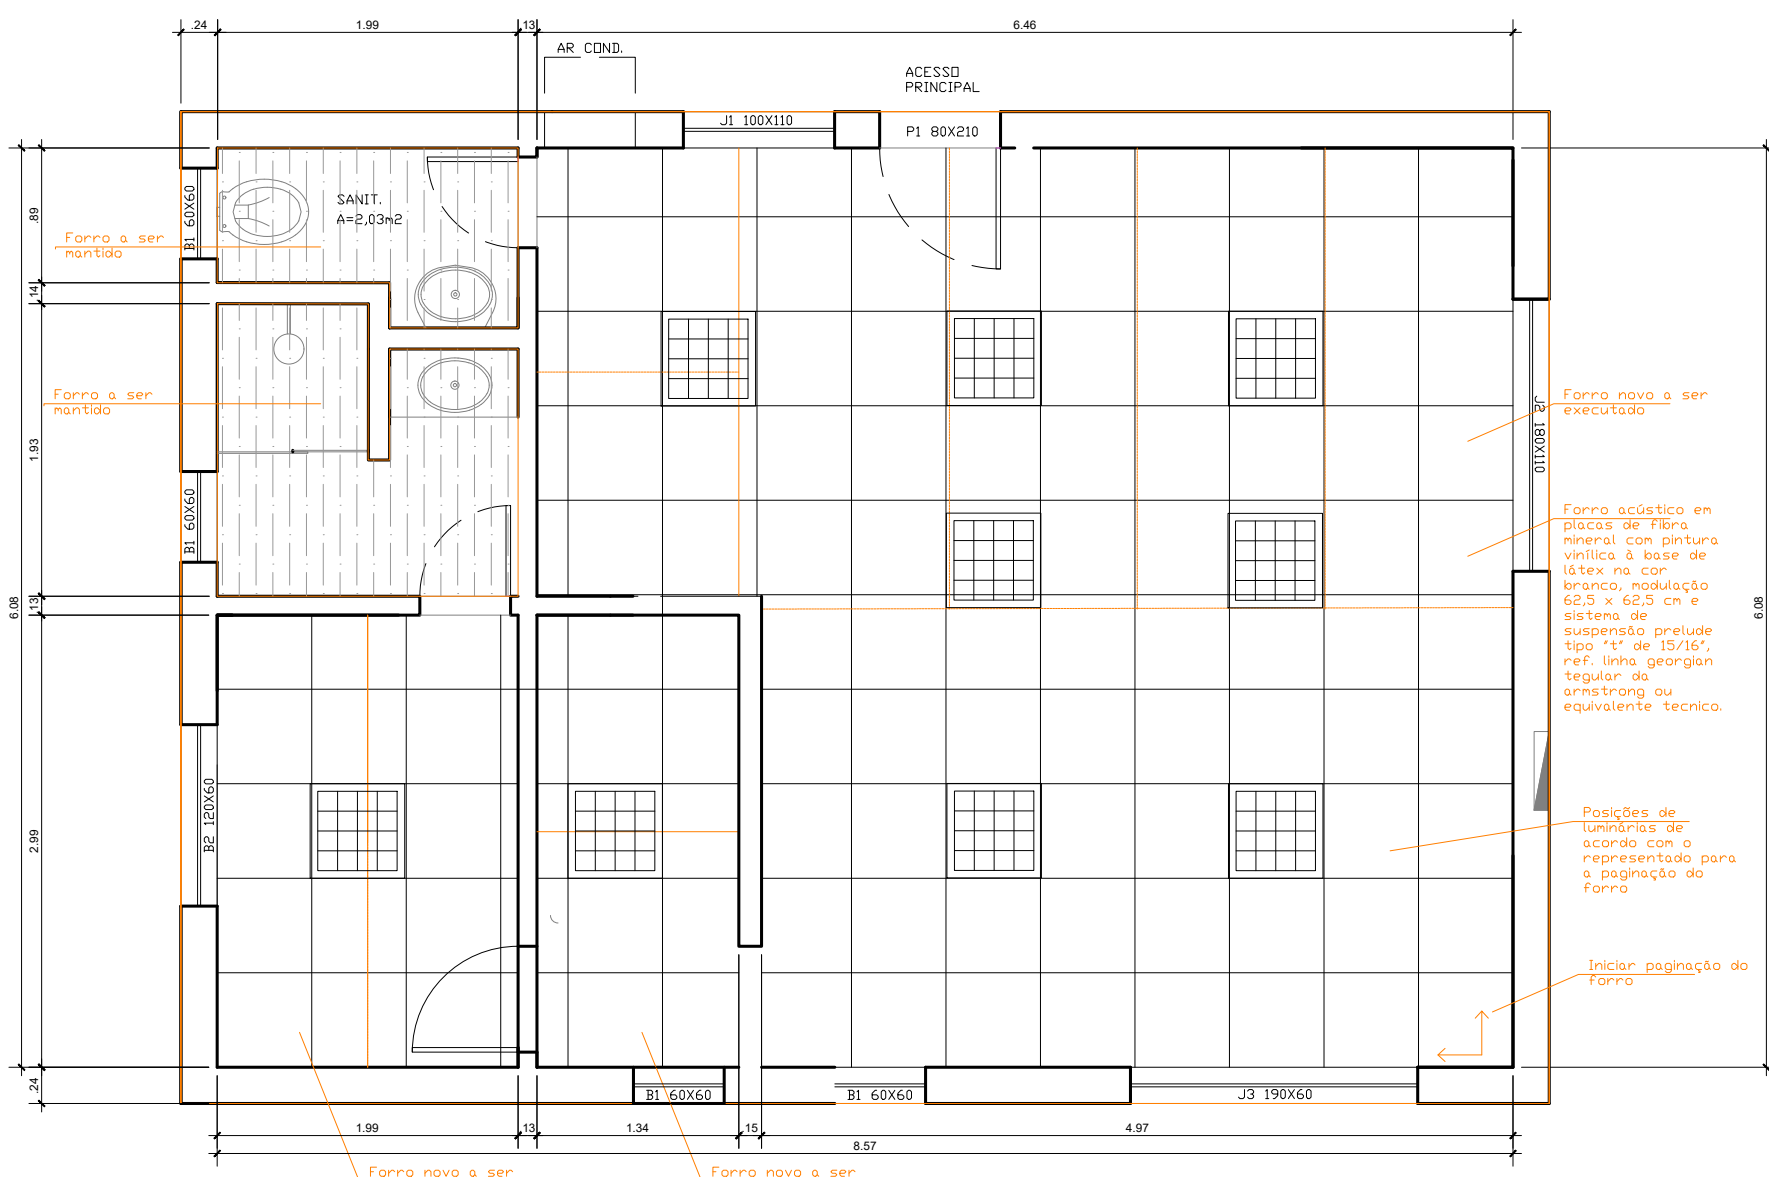 .24
1.99
13
6.46
AR COND.
ACESSO
PRINCIPAL
J1 100X110
P1 80X210
B1 60X60
SANIT.
A=2,03m2
.89
Forro a ser
mantido
14
Forro a ser
mantido
1.93
B1 60X60
13
6.08
B2 120X60
2.99
.24
J2 180X110
Forro novo a ser
executado
Forro acústico em
placas de fibra
mineral com pintura
vinílica à base de
látex na cor
branco, modulação
62,5 x 62,5 cm e
sistema de
suspensão prelude
tipo "t" de 15/16",
ref. linha georgian
tegular da
armstrong ou
equivalente tecnico.
6.08
Posições de
luminárias de
acordo com o
representado para
a paginação do
forro
Iniciar paginação do
forro
B1 60X60
B1 60X60
J3 190X60
1.99
13
1.34
15
4.97
8.57
Forro novo a ser
Forro novo a ser